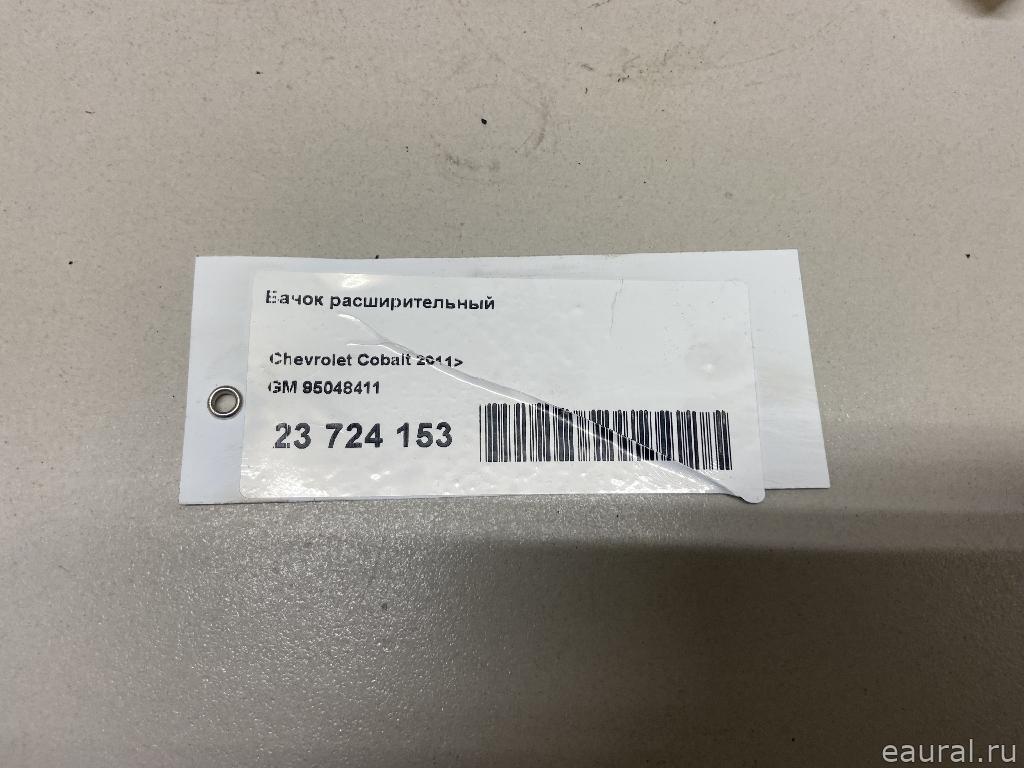 Бачок расширительный
Chevrolet Cobalt 2011>
GM 95048411
23 724 153
eaural.ru